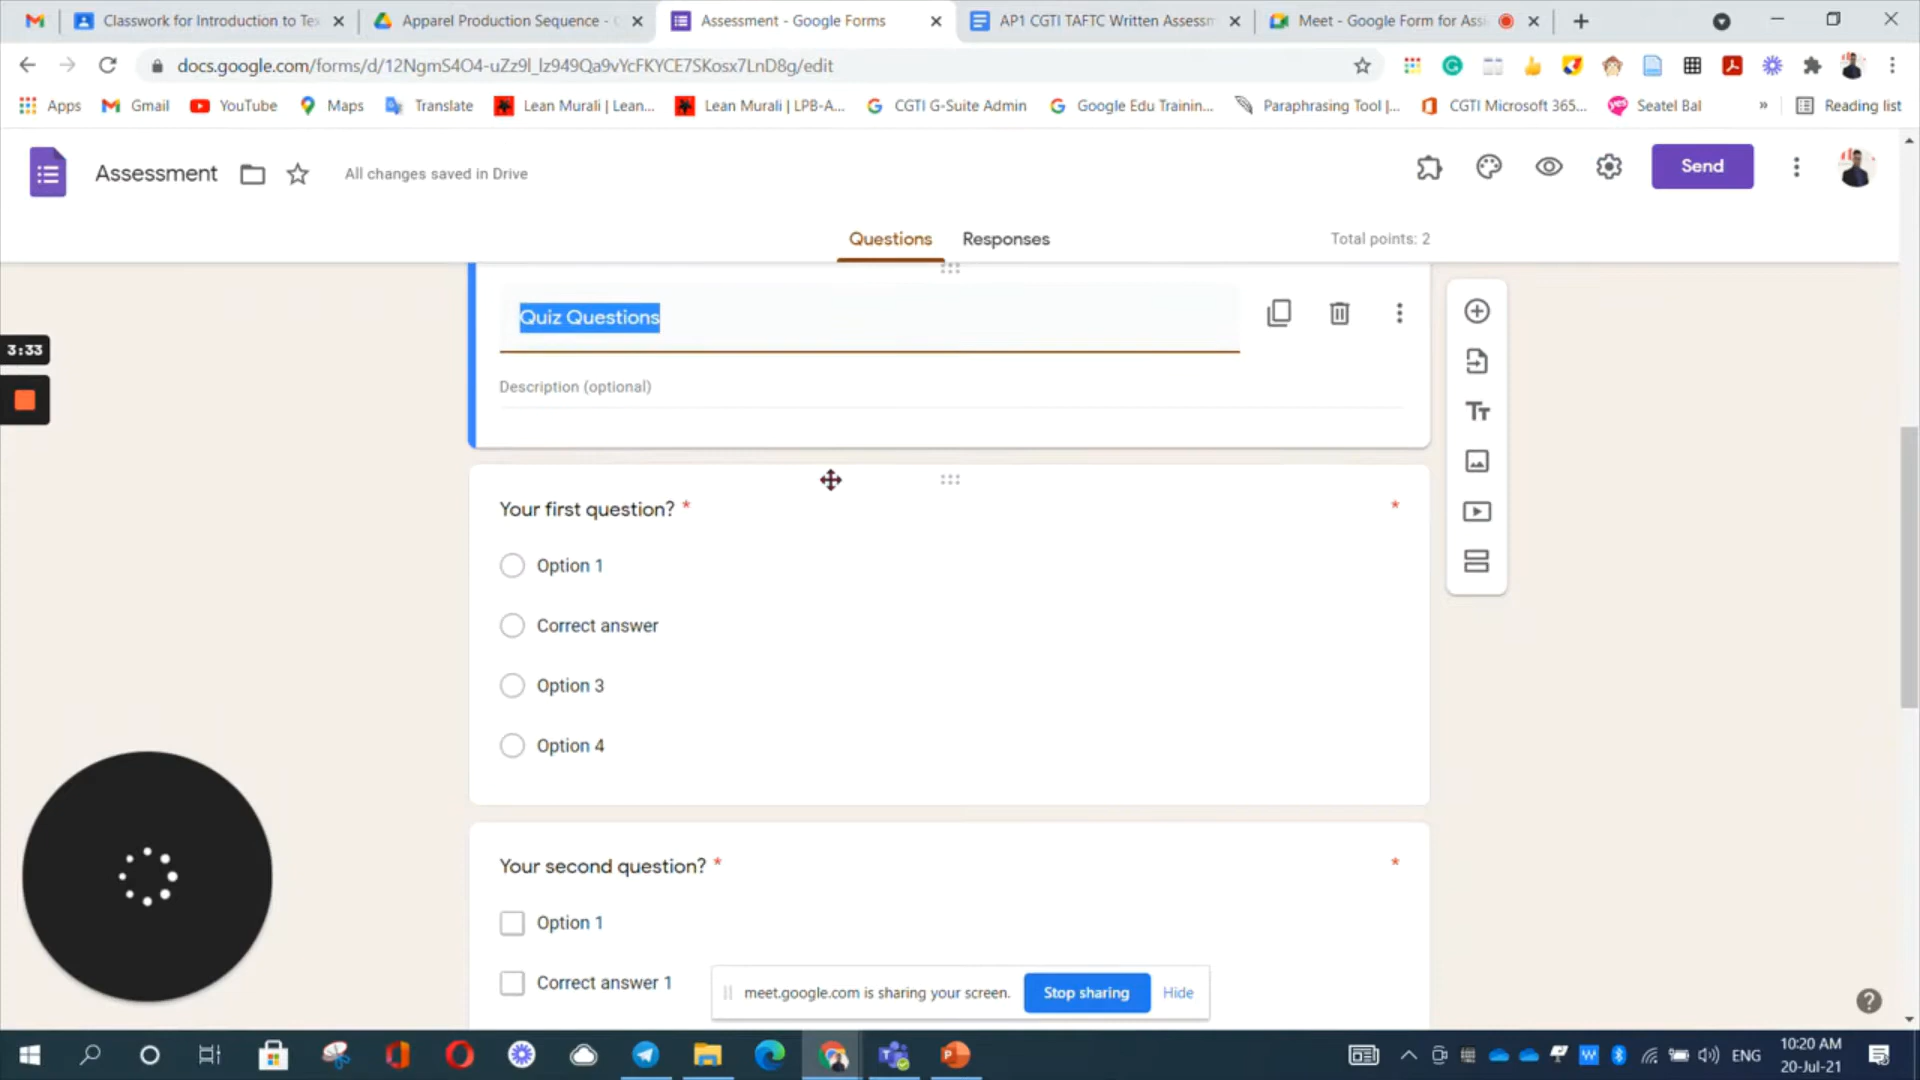 Classwork for Introduction to Te
Apparel Production Sequence -
Assessment - Google Forms
AP1 CGTI TAFTC Written Assessm
Meet - Google Form for Ass
docs.google.com/forms/d/12NgmS4O4-uZz9l_lz949Qa9vYcFKYCE7SKosx7LnD8g/edit
Apps
Gmail
YouTube
Maps
Translate
Lean Murali | Lean...
Lean Murali | LPB-A...
CGTI G-Suite Admin
Google Edu Trainin...
Paraphrasing Tool |...
CGTI Microsoft 365...
Seatel Bal
»
Reading list
Assessment
All changes saved in Drive
Send
Questions
Responses
Total points: 2
Quiz Questions
3:33
Description (optional)
Your first question? *
*
Option 1
Correct answer
Option 3
Option 4
Your second question? *
*
Option 1
Correct answer 1
meet.google.com is sharing your screen.
Stop sharing
Hide
ENG
10:20 AM
20-Jul-21